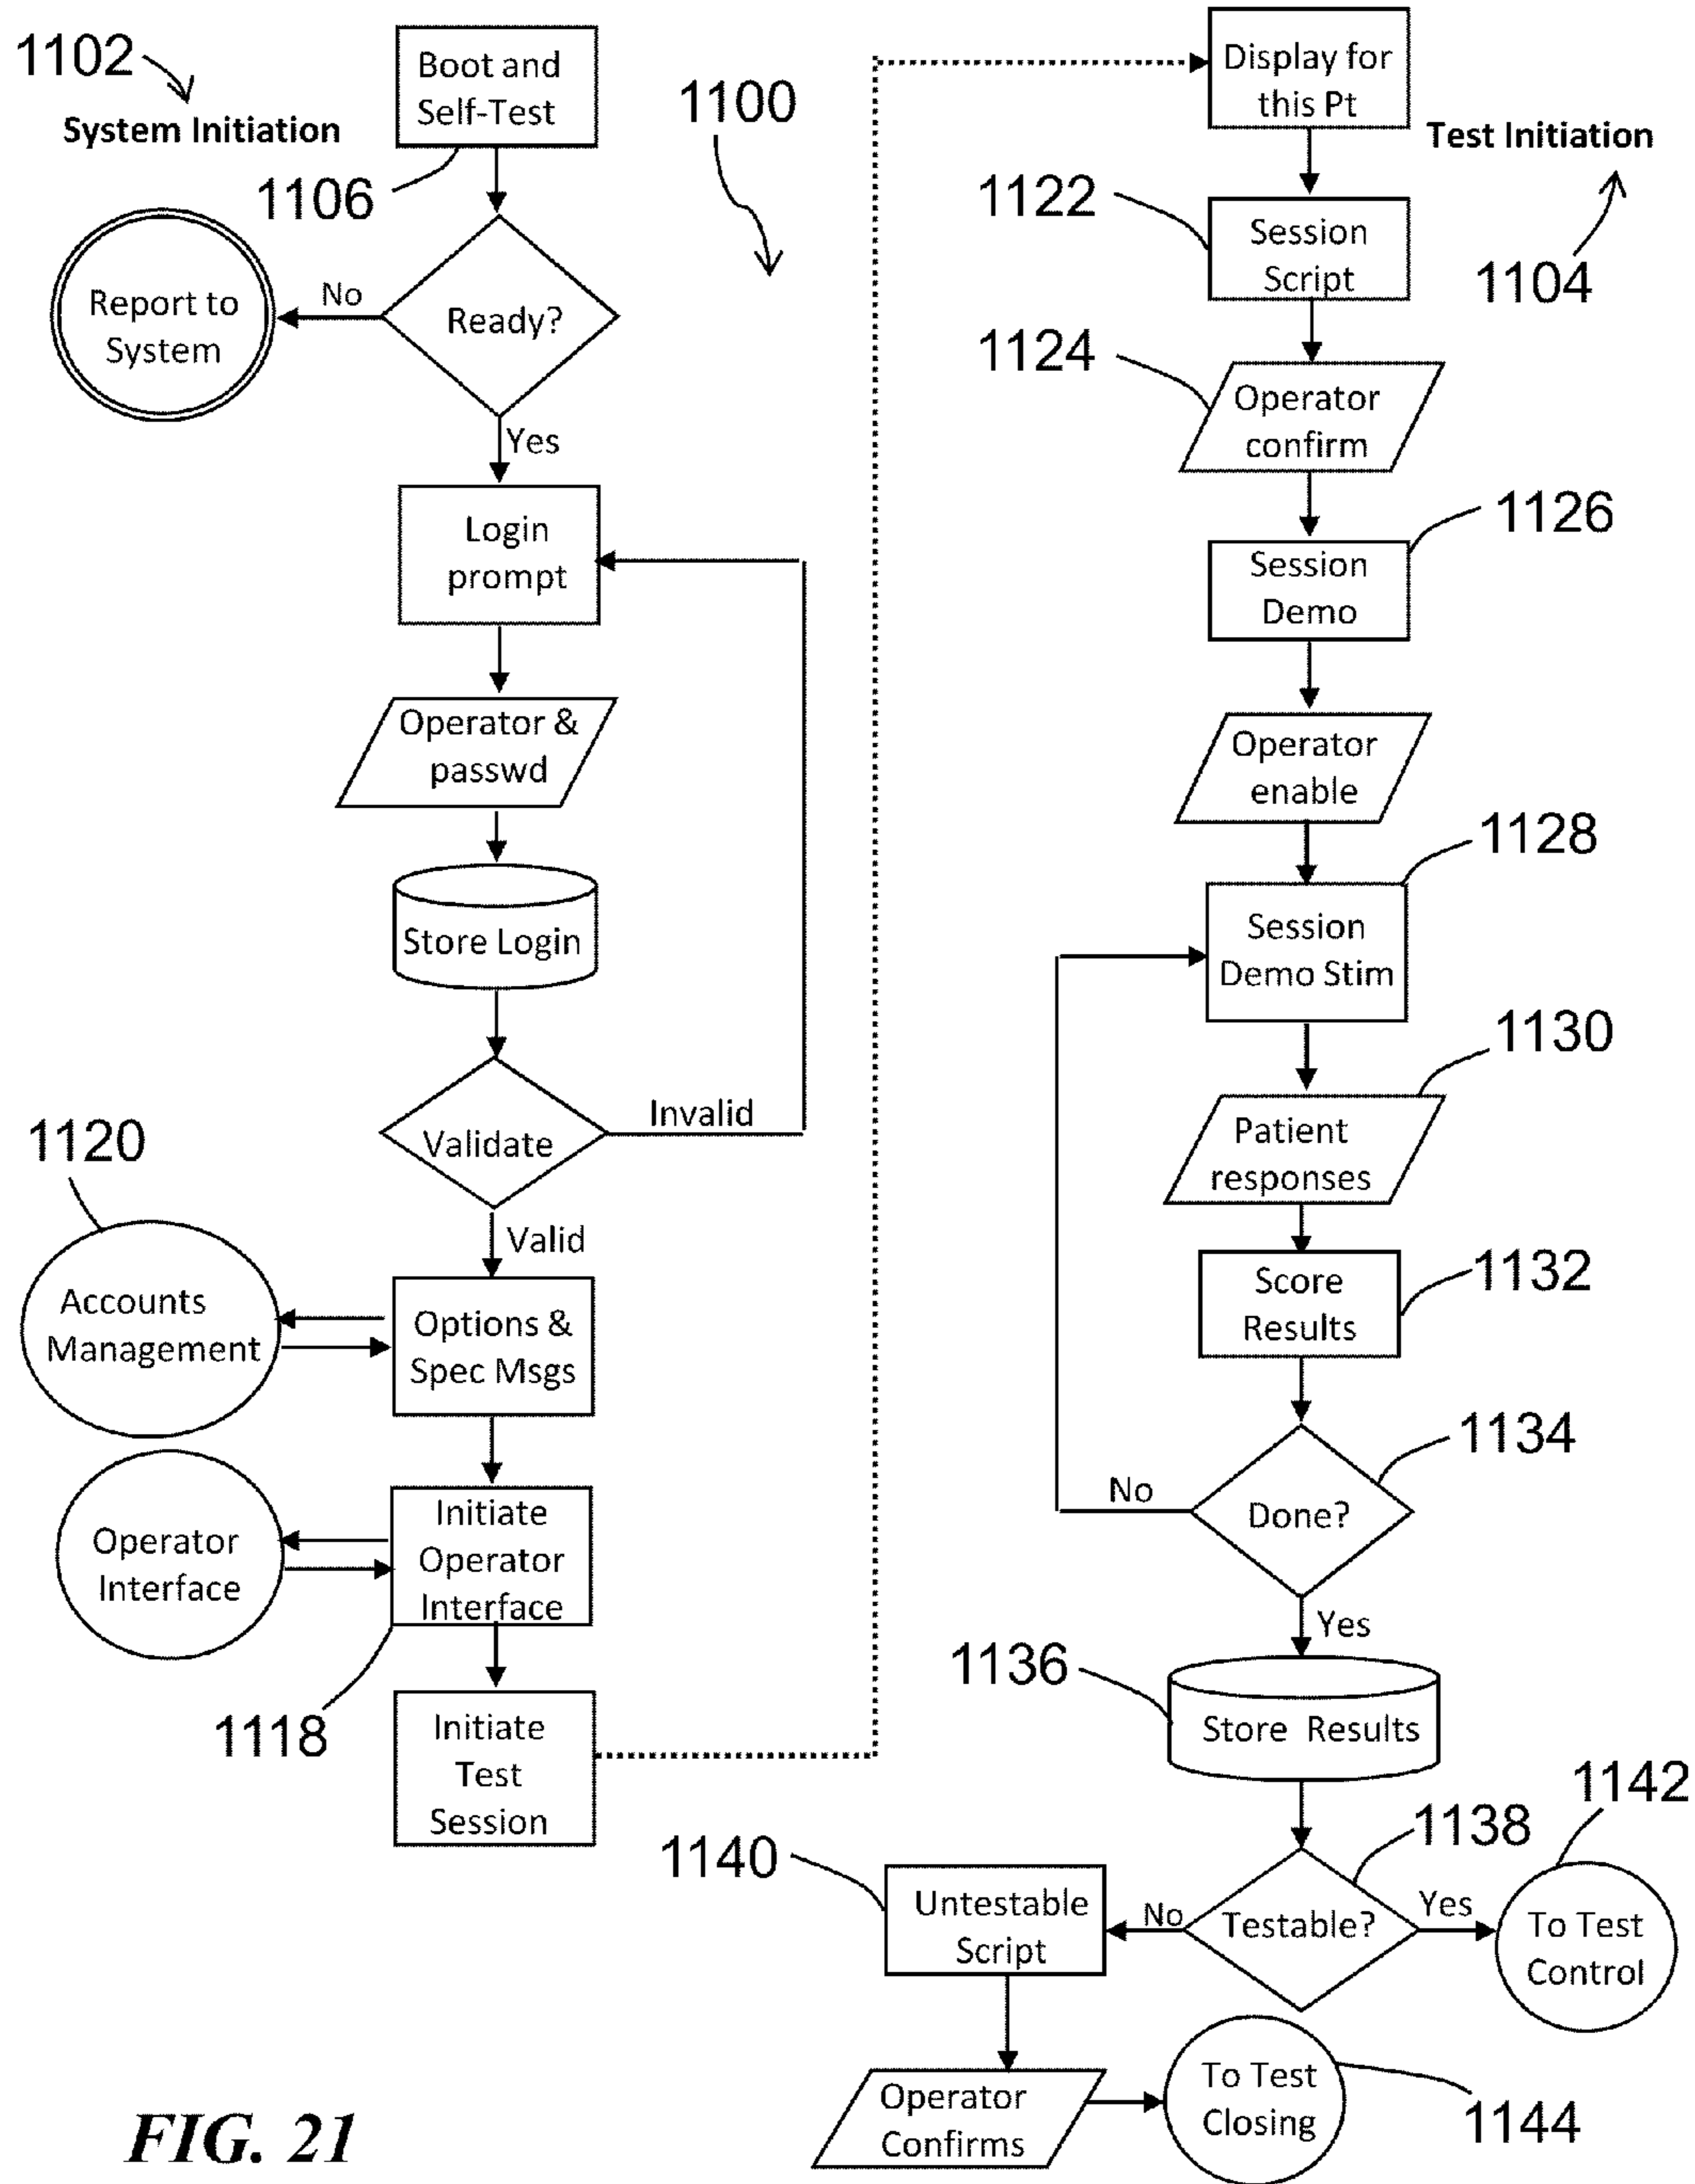 1102
System Initiation
Boot and
Self-Test
1106
1100
Report to
System
No
Ready?
Yes
Login
prompt
Operator &
passwd
Store Login
Validate
Invalid
Valid
1120
Accounts
Management
Options &
Spec Msgs
Operator
Interface
Initiate
Operator
Interface
1118
Initiate
Test
Session
Display for
this Pt
Test Initiation
1104
1122
Session
Script
1124
Operator
confirm
1126
Session
Demo
Operator
enable
1128
Session
Demo Stim
1130
Patient
responses
1132
Score
Results
1134
No
Done?
Yes
1136
Store Results
1138
1142
1140
Untestable
Script
No
Testable?
Yes
To Test
Control
Operator
Confirms
To Test
Closing
1144
FIG. 21